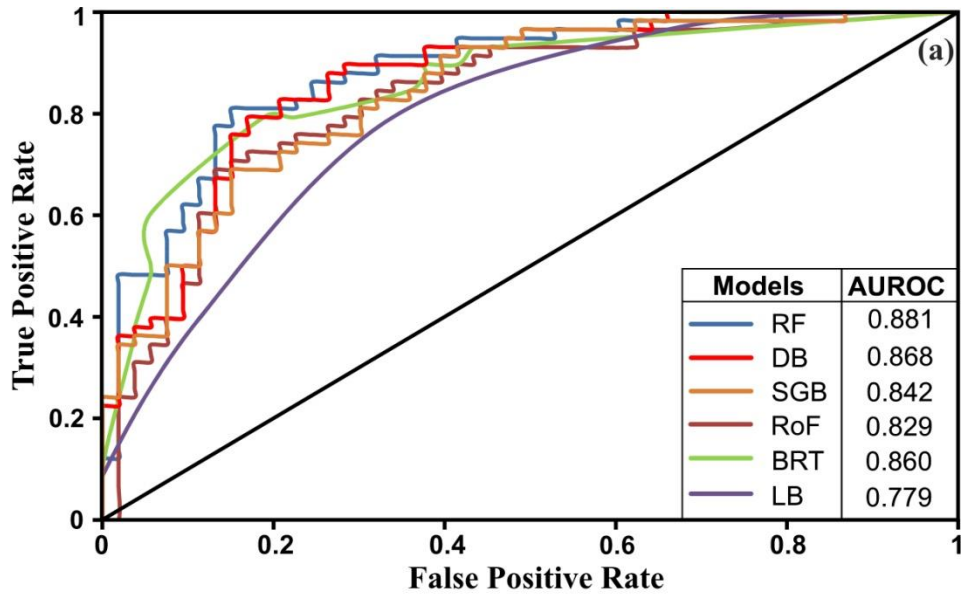 1
(a)
0.8
0.6
0.4
0.2
0
True Positive Rate
Models AUROC
RF 0.881
DB 0.868
SGB 0.842
RoF 0.829
BRT 0.860
LB 0.779
0 0.2 0.4 0.6 0.8 1
False Positive Rate